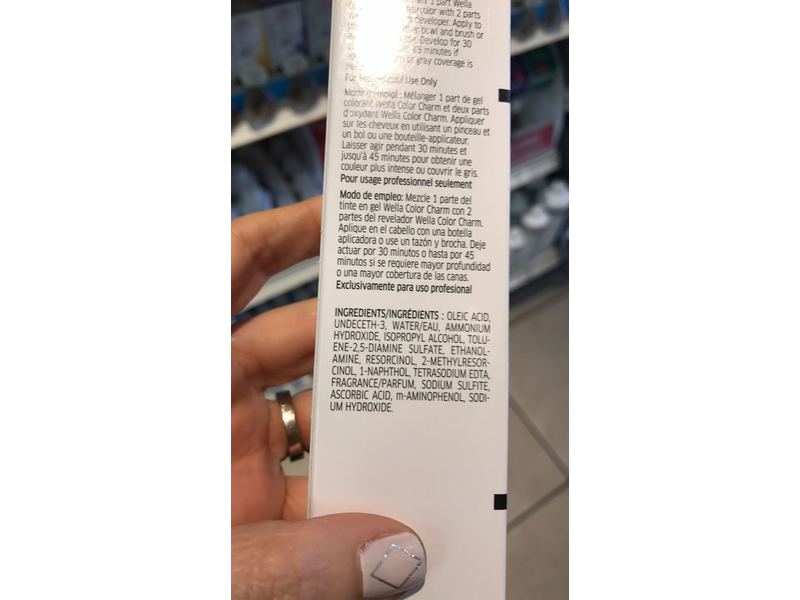 1 part Wella
haircolor with 2 parts
developer. Apply to
bowl and brush or
Develop for 30
45 minutes if
gray coverage is
For Professional Use Only
Mode d'emploi : Mélanger 1 part de gel
colorant Wella Color Charm et deux parts
d'oxydant Wella Color Charm. Appliquer
sur les cheveux en utilisant un pinceau et
un bol ou une bouteille-applicateur.
Laisser agir pendant 30 minutes et
jusqu'à 45 minutes pour obtenir une
couleur plus intense ou couvrir le gris.
Pour usage professionnel seulement
Modo de empleo: Mezcle 1 parte del
tinte en gel Wella Color Charm con 2
partes del revelador Wella Color Charm.
Aplique en el cabello con una botella
aplicadora o use un tazón y brocha. Deje
actuar por 30 minutos o hasta por 45
minutos si se requiere mayor profundidad
o una mayor cobertura de las canas.
Exclusivamente para uso profesional
INGREDIENTS/INGRÉDIENTS : OLEIC ACID,
UNDECETH-3, WATER/EAU, AMMONIUM
HYDROXIDE, ISOPROPYL ALCOHOL, TOLU-
ENE-2,5-DIAMINE SULFATE, ETHANOL-
AMINE, RESORCINOL, 2-METHYLRESOR-
CINOL, 1-NAPHTHOL, TETRASODIUM EDTA,
FRAGRANCE/PARFUM, SODIUM SULFITE,
ASCORBIC ACID, m-AMINOPHENOL, SODI-
UM HYDROXIDE.